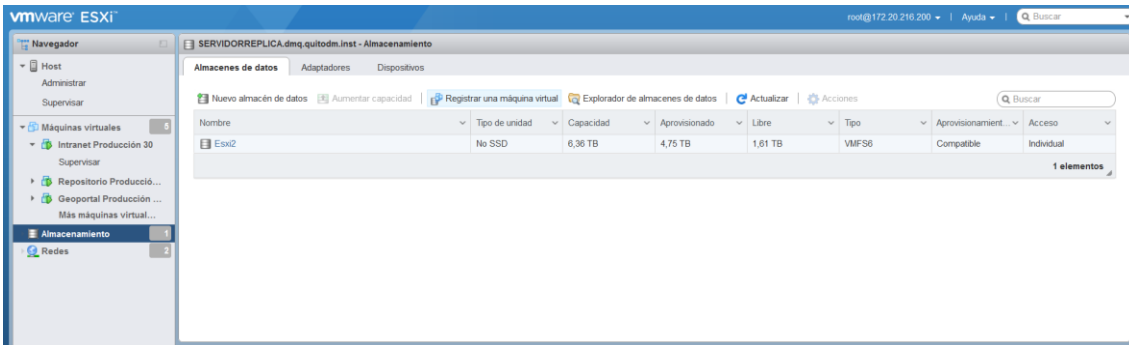 vmware ESXi™
root@172.20.216.200 | Ayuda | Buscar
Navegador
SERVIDORREPLICA.dmq.quitodm.inst - Almacenamiento
Host
Administrar
Supervisar
Máquinas virtuales 5
Intranet Producción 30
Supervisar
Repositorio Producció...
Geoportal Producción ...
Más máquinas virtual...
Almacenamiento 1
Redes 2
Almacenes de datos Adaptadores Dispositivos
Nuevo almacén de datos Aumentar capacidad | Registrar una máquina virtual Explorador de almacenes de datos | Actualizar | Acciones Buscar
Nombre Tipo de unidad Capacidad Aprovisionado Libre Tipo Aprovisionamient... Acceso
Esxi2 No SSD 6,36 TB 4,75 TB 1,61 TB VMFS6 Compatible Individual
1 elementos